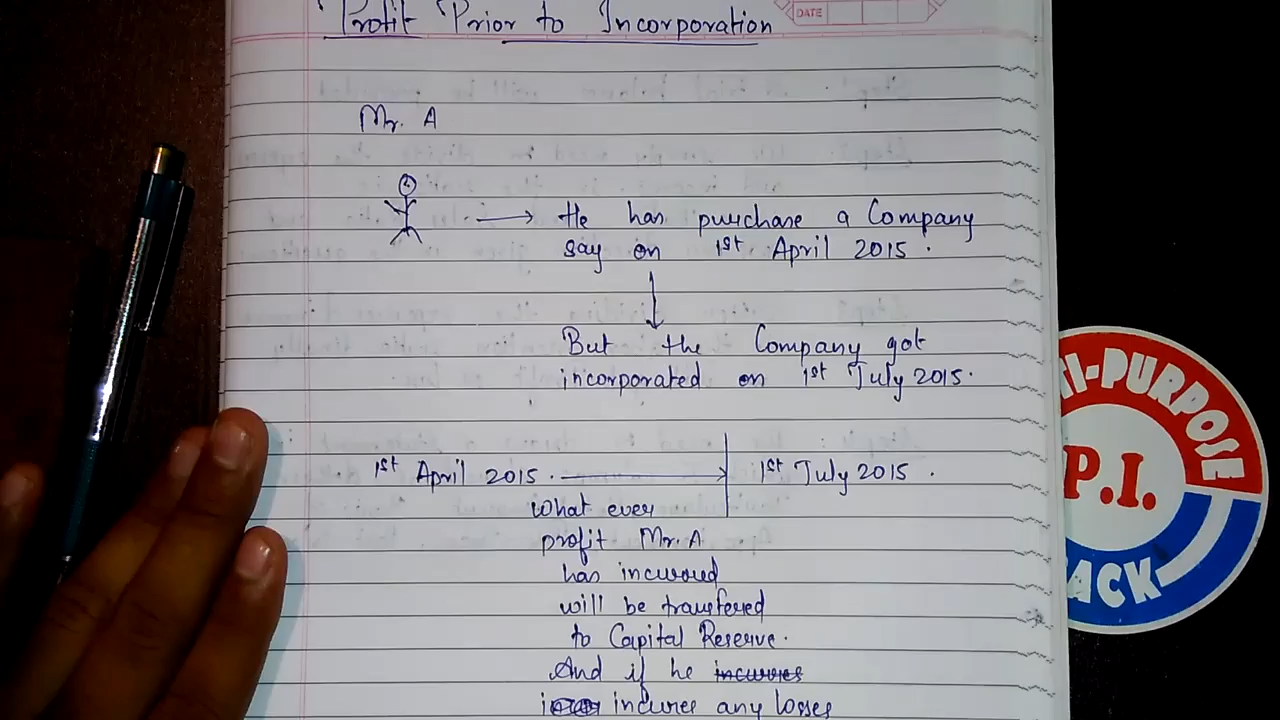 Profit Prior to Incorporation
DATE
Mr. A
He has purchase a Company
say on 1st April 2015.
But the Company got
incorporated on 1st July 2015.
1st April 2015. 1st July 2015.
What ever
profit Mr. A
has incurred
will be transferred
to Capital Reserve.
And if he incurres
incures any losses
I-PURPOSE
P.I.
ACK